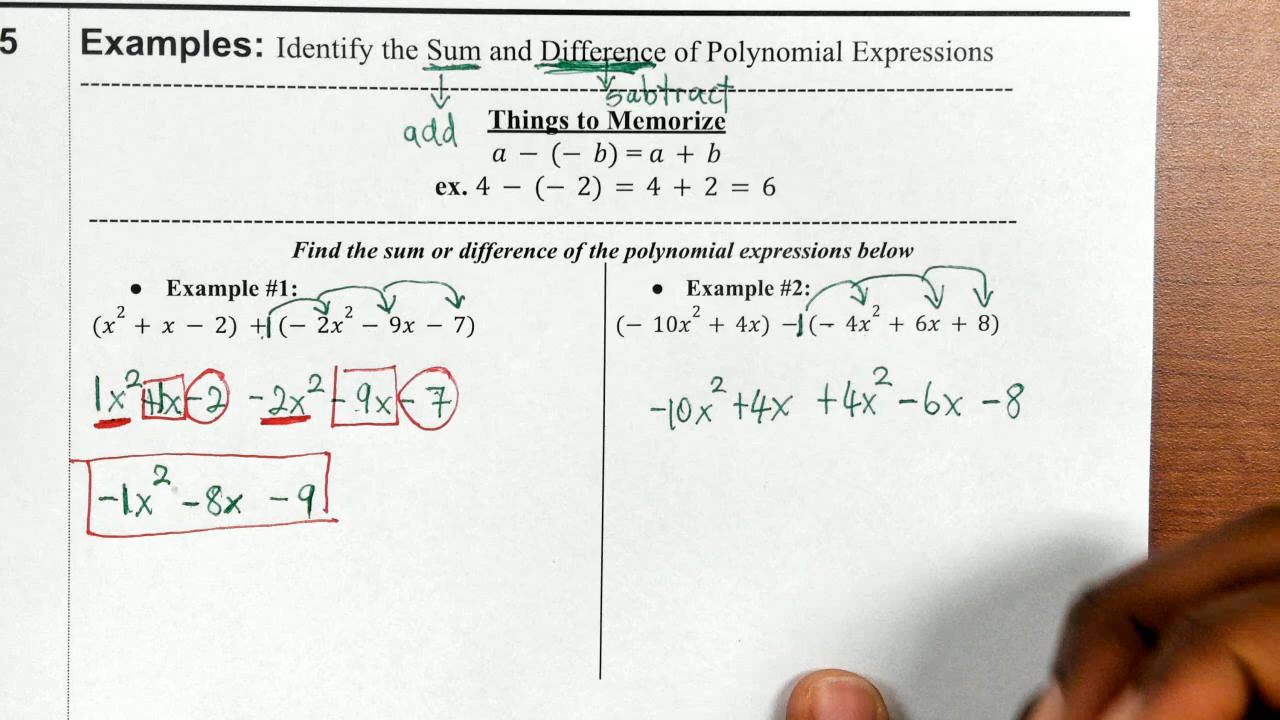 5 Examples: Identify the Sum and Difference of Polynomial Expressions
subtract
add
Things to Memorize
a − (− b) = a + b
ex. 4 − (− 2) = 4 + 2 = 6
Find the sum or difference of the polynomial expressions below
● Example #1:
(x² + x − 2) +1(− 2x² − 9x − 7)
1x² +1x −2 −2x² −9x −7
−1x² −8x −9
● Example #2:
(− 10x² + 4x) −1(− 4x² + 6x + 8)
−10x² +4x +4x² −6x −8